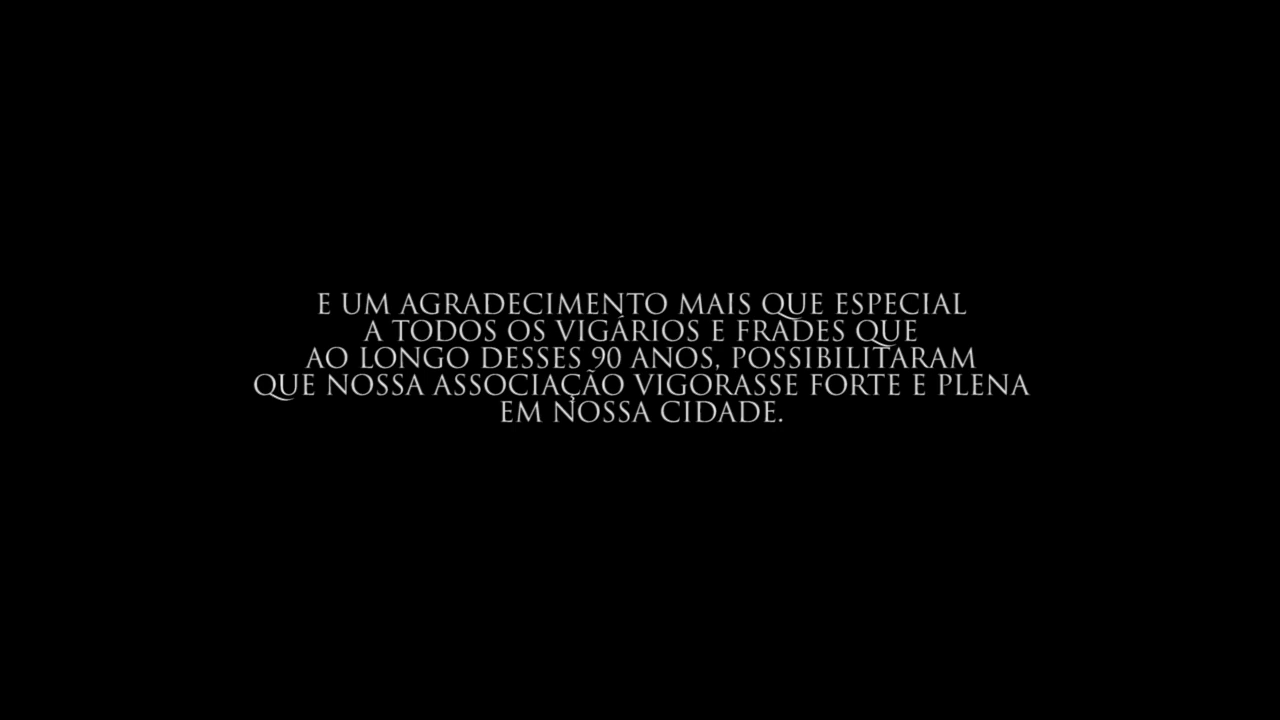 E UM AGRADECIMENTO MAIS QUE ESPECIAL
A TODOS OS VIGÁRIOS E FRADES QUE
AO LONGO DESSES 90 ANOS, POSSIBILITARAM
QUE NOSSA ASSOCIAÇÃO VIGORASSE FORTE E PLENA
EM NOSSA CIDADE.